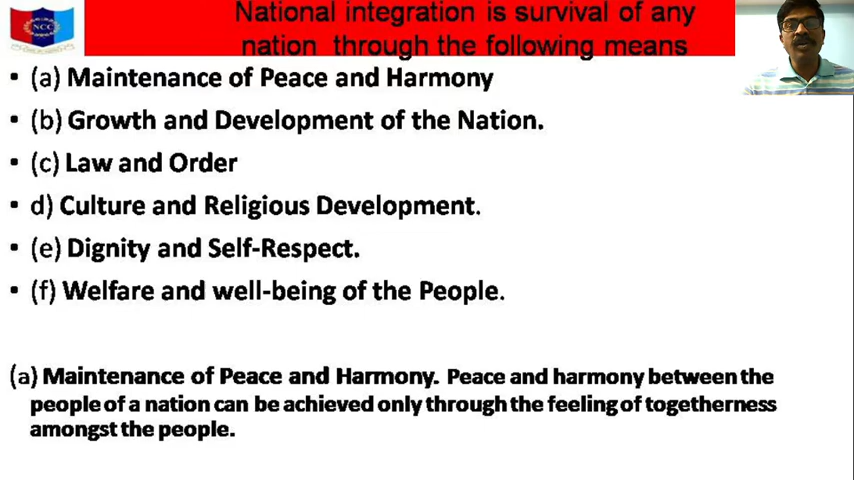 NCC
National integration is survival of any
nation through the following means
• (a) Maintenance of Peace and Harmony
• (b) Growth and Development of the Nation.
• (c) Law and Order
• d) Culture and Religious Development.
• (e) Dignity and Self-Respect.
• (f) Welfare and well-being of the People.
(a) Maintenance of Peace and Harmony. Peace and harmony between the
people of a nation can be achieved only through the feeling of togetherness
amongst the people.